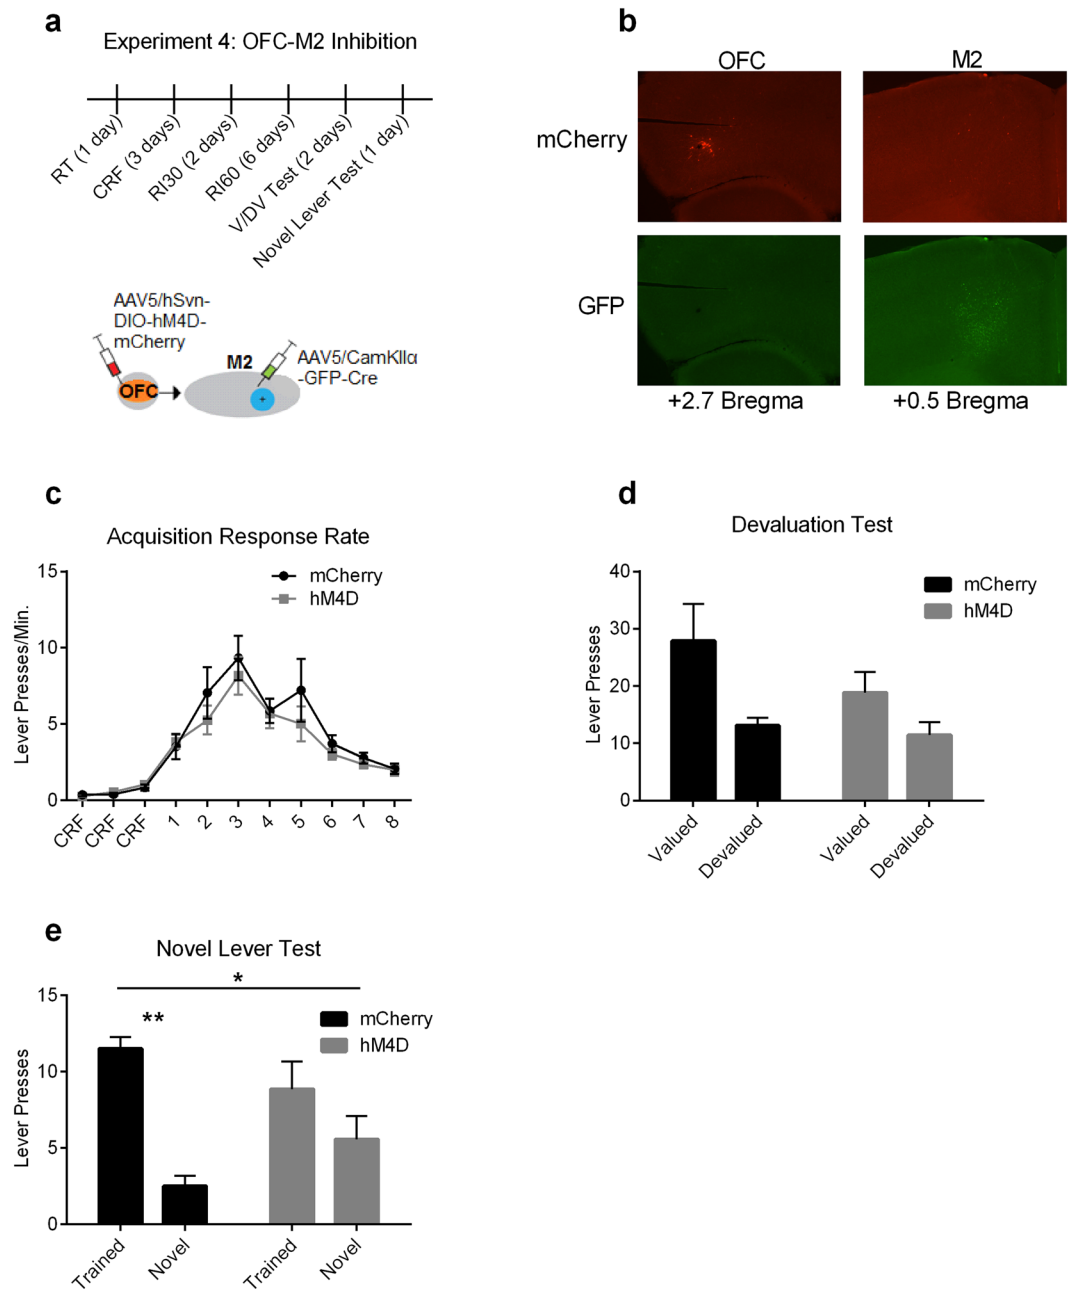 a
Experiment 4: OFC-M2 Inhibition
RT (1 day)
CRF (3 days)
RI30 (2 days)
RI60 (6 days)
V/DV Test (2 days)
Novel Lever Test (1 day)
AAV5/hSvn-
DIO-hM4D-
mCherry
OFC
M2
+
AAV5/CamKIIα
-GFP-Cre
b
OFC
M2
mCherry
GFP
+2.7 Bregma
+0.5 Bregma
c
Acquisition Response Rate
mCherry
hM4D
Lever Presses/Min.
15
10
5
0
CRF
CRF
CRF
1
2
3
4
5
6
7
8
d
Devaluation Test
mCherry
hM4D
Lever Presses
40
30
20
10
0
Valued
Devalued
Valued
Devalued
e
Novel Lever Test
*
**
mCherry
hM4D
Lever Presses
15
10
5
0
Trained
Novel
Trained
Novel